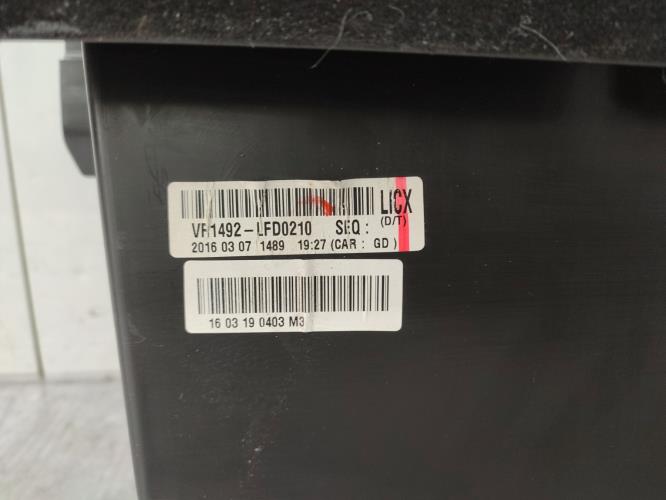 LICX
(D/T)
VR1492-LFD0210 SEQ :
2016 03 07 1489 19:27 (CAR : GD )
16 03 19 0403 M3